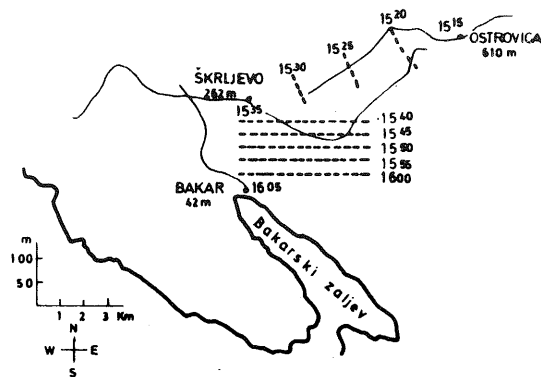 15 20
15 15
OSTROVICA
610 m
15 25
15 30
ŠKRLJEVO
262 m
15 35
15 40
15 45
15 50
15 55
16 00
BAKAR
42 m
16 05
Bakarski zaljev
m
100
50
1 2 3 Km
N
W E
S